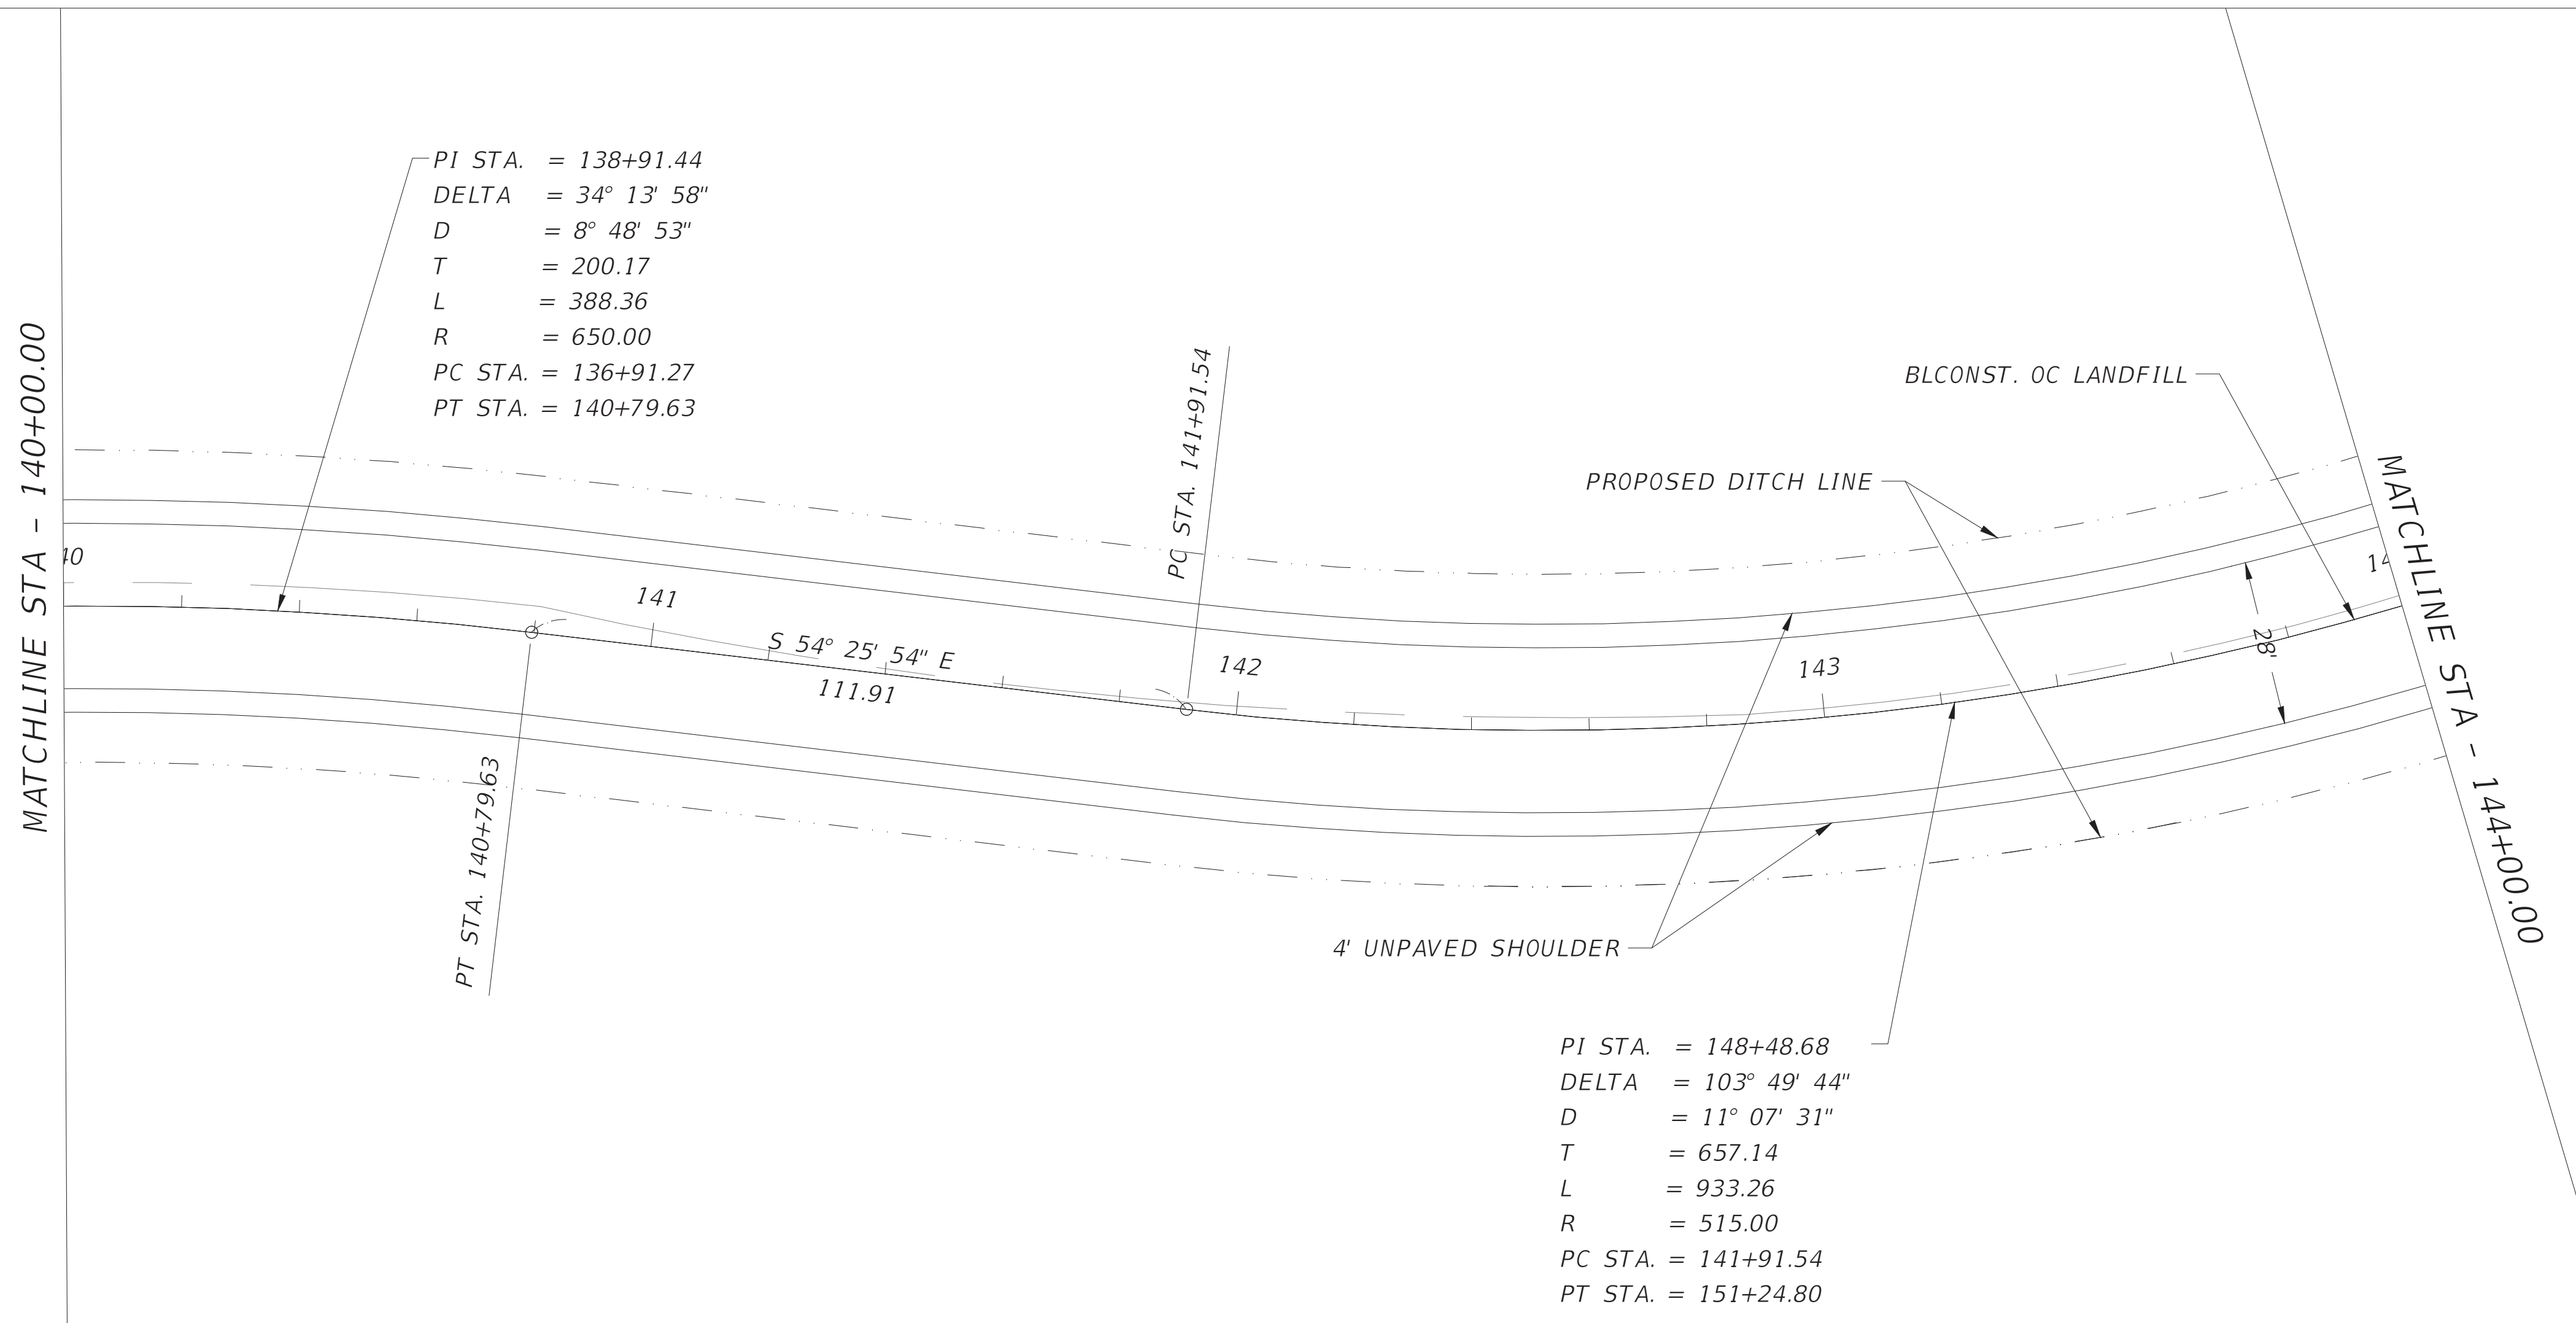 MATCHLINE STA - 140+00.00
PI STA. = 138+91.44
DELTA = 34° 13' 58"
D = 8° 48' 53"
T = 200.17
L = 388.36
R = 650.00
PC STA. = 136+91.27
PT STA. = 140+79.63
PC STA. 141+91.54
BLCONST. OC LANDFILL
PROPOSED DITCH LINE
MATCHLINE STA - 144+00.00
40
141
S 54° 25' 54" E
111.91
142
143
14
28'
PT STA. 140+79.63
4' UNPAVED SHOULDER
PI STA. = 148+48.68
DELTA = 103° 49' 44"
D = 11° 07' 31"
T = 657.14
L = 933.26
R = 515.00
PC STA. = 141+91.54
PT STA. = 151+24.80